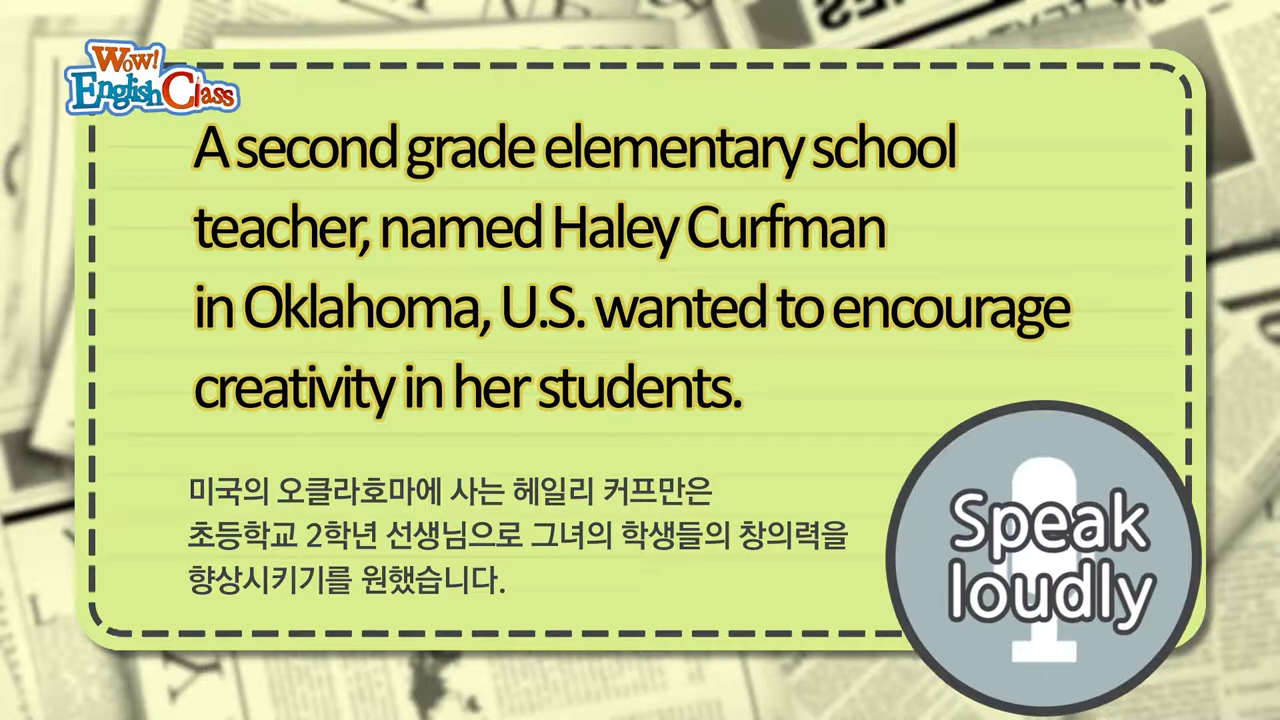 Wow!
English Class
A second grade elementary school
teacher, named Haley Curfman
in Oklahoma, U.S. wanted to encourage
creativity in her students.
미국의 오클라호마에 사는 헤일리 커프만은
초등학교 2학년 선생님으로 그녀의 학생들의 창의력을
향상시키기를 원했습니다.
Speak
loudly